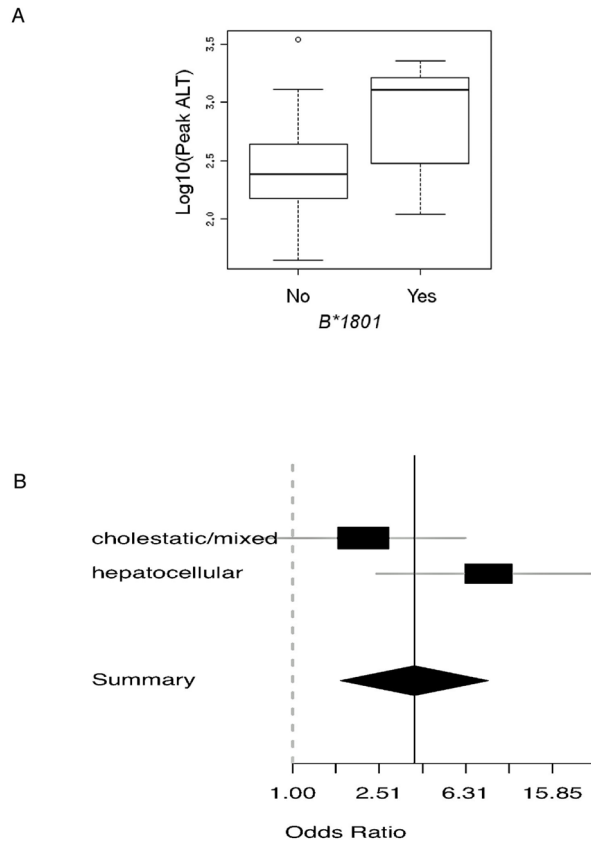 A
Log10(Peak ALT)
3.5
3.0
2.5
2.0
No Yes
B*1801
B
cholestatic/mixed
hepatocellular
Summary
1.00 2.51 6.31 15.85
Odds Ratio